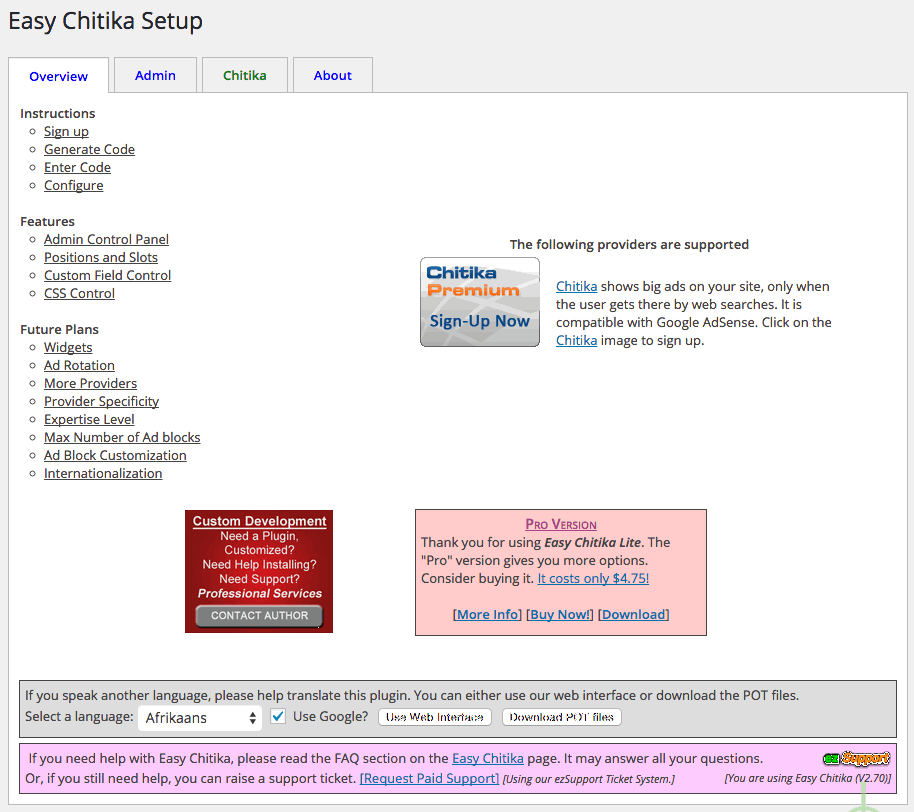 Easy Chitika Setup
Overview
Admin
Chitika
About
Instructions
Sign up
Generate Code
Enter Code
Configure
Features
Admin Control Panel
Positions and Slots
Custom Field Control
CSS Control
Future Plans
Widgets
Ad Rotation
More Providers
Provider Specificity
Expertise Level
Max Number of Ad blocks
Ad Block Customization
Internationalization
The following providers are supported
Chitika
Premium
Sign-Up Now
Chitika shows big ads on your site, only when
the user gets there by web searches. It is
compatible with Google AdSense. Click on the
Chitika image to sign up.
Custom Development
Need a Plugin,
Customized?
Need Help Installing?
Need Support?
Professional Services
CONTACT AUTHOR
Pro Version
Thank you for using Easy Chitika Lite. The
"Pro" version gives you more options.
Consider buying it. It costs only $4.75!
[More Info] [Buy Now!] [Download]
If you speak another language, please help translate this plugin. You can either use our web interface or download the POT files.
Select a language: Afrikaans Use Google? Use Web Interface Download POT files
If you need help with Easy Chitika, please read the FAQ section on the Easy Chitika page. It may answer all your questions.
ez Support
Or, if you still need help, you can raise a support ticket. [Request Paid Support] [Using our ezSupport Ticket System.]
[You are using Easy Chitika (V2.70)]